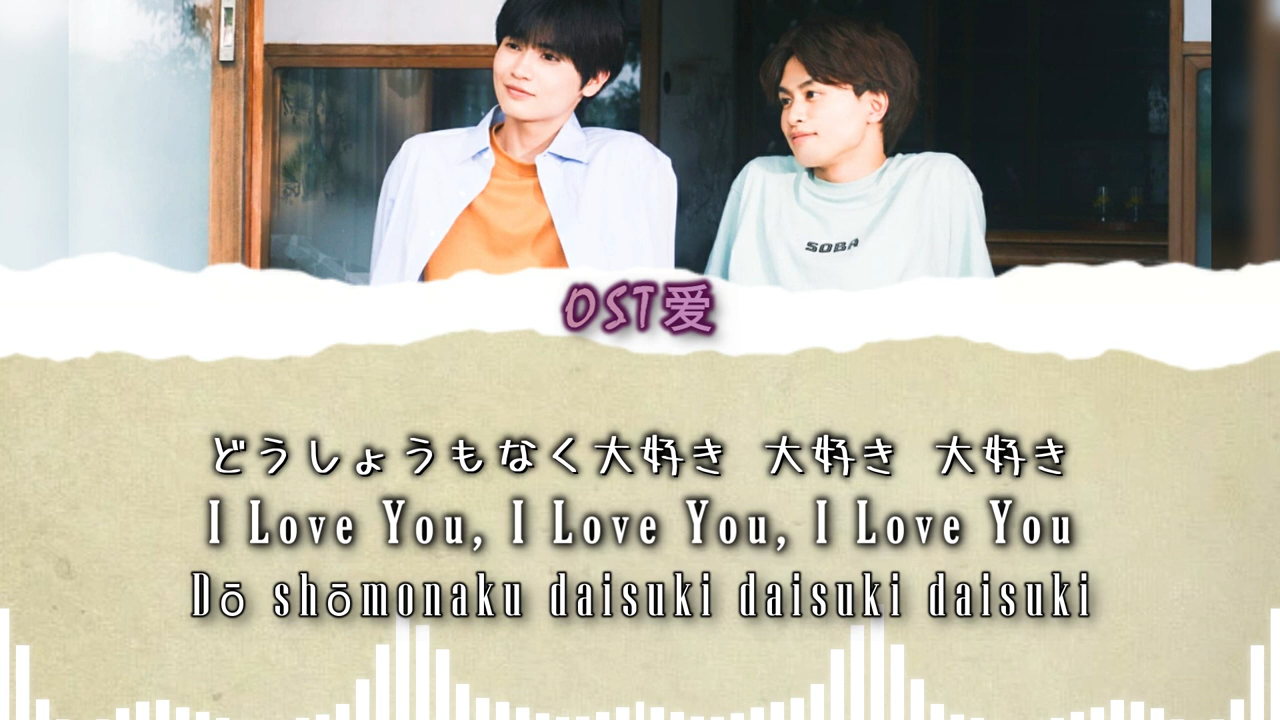 SOBA
OST爱
どうしょうもなく大好き 大好き 大好き
I Love You, I Love You, I Love You
Dō shōmonaku daisuki daisuki daisuki